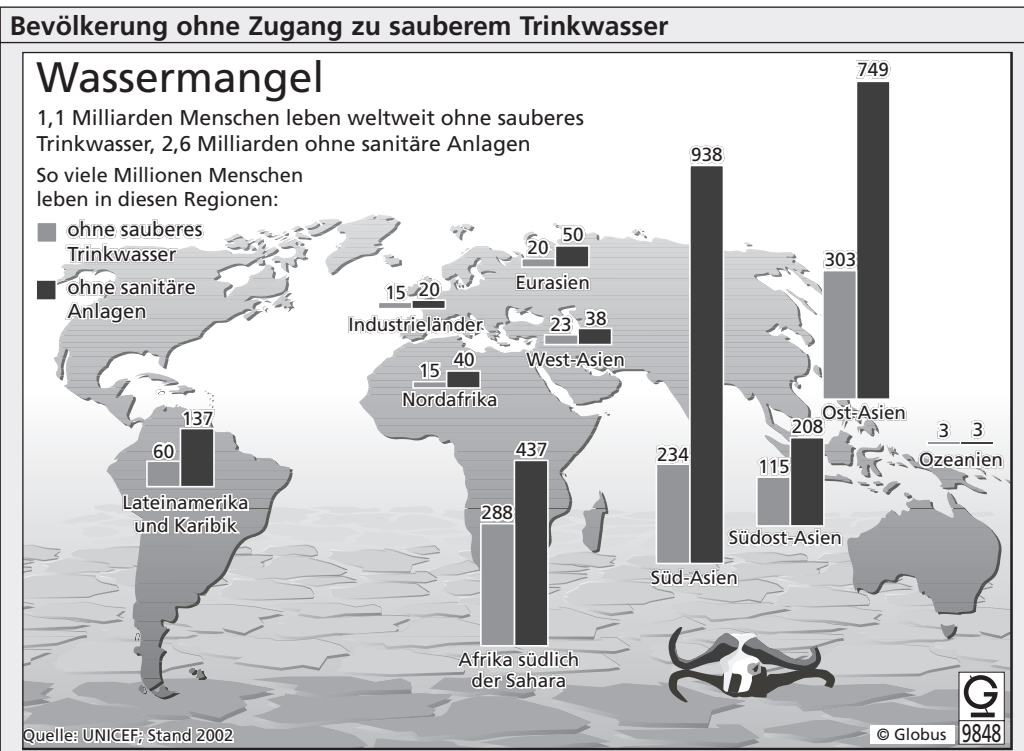 Bevölkerung ohne Zugang zu sauberem Trinkwasser
Wassermangel
1,1 Milliarden Menschen leben weltweit ohne sauberes
Trinkwasser, 2,6 Milliarden ohne sanitäre Anlagen
So viele Millionen Menschen
leben in diesen Regionen:
ohne sauberes
Trinkwasser
ohne sanitäre
Anlagen
20 50
Eurasien
15 20
Industrieländer
23 38
West-Asien
15 40
Nordafrika
60 137
Lateinamerika
und Karibik
288 437
Afrika südlich
der Sahara
234 938
Süd-Asien
115 208
Südost-Asien
303 749
Ost-Asien
3 3
Ozeanien
Quelle: UNICEF; Stand 2002
© Globus
G
9848